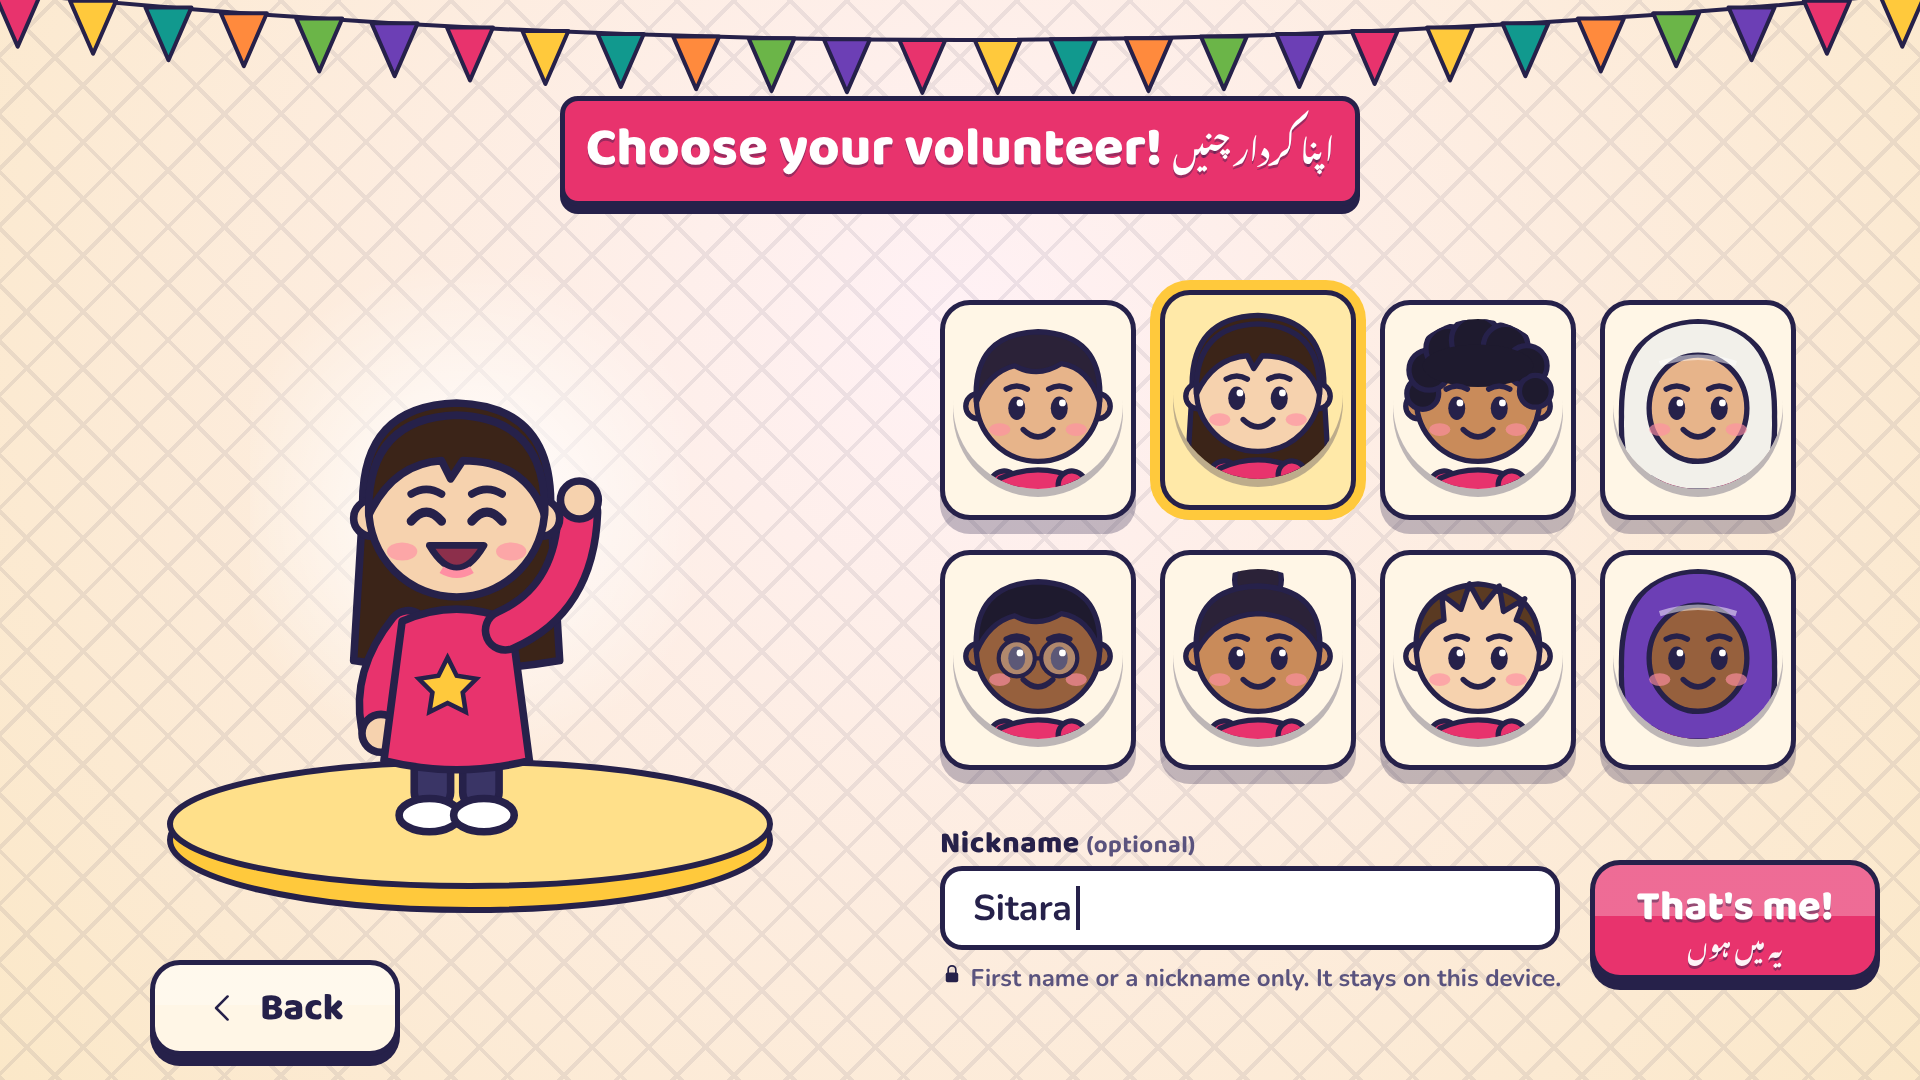 Choose your volunteer! اپنا کردار چنیں
Nickname (optional)
Sitara
First name or a nickname only. It stays on this device.
That's me!
یہ میں ہوں
Back